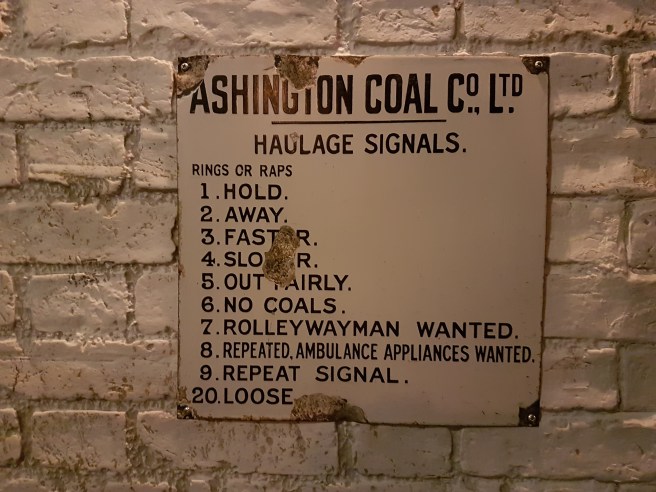 ASHINGTON COAL Cº., LTD.
HAULAGE SIGNALS.
RINGS OR RAPS
1. HOLD.
2. AWAY.
3. FASTER.
4. SLOWER.
5. OUT FAIRLY.
6. NO COALS.
7. ROLLEYWAYMAN WANTED.
8. REPEATED, AMBULANCE APPLIANCES WANTED.
9. REPEAT SIGNAL.
20. LOOSE